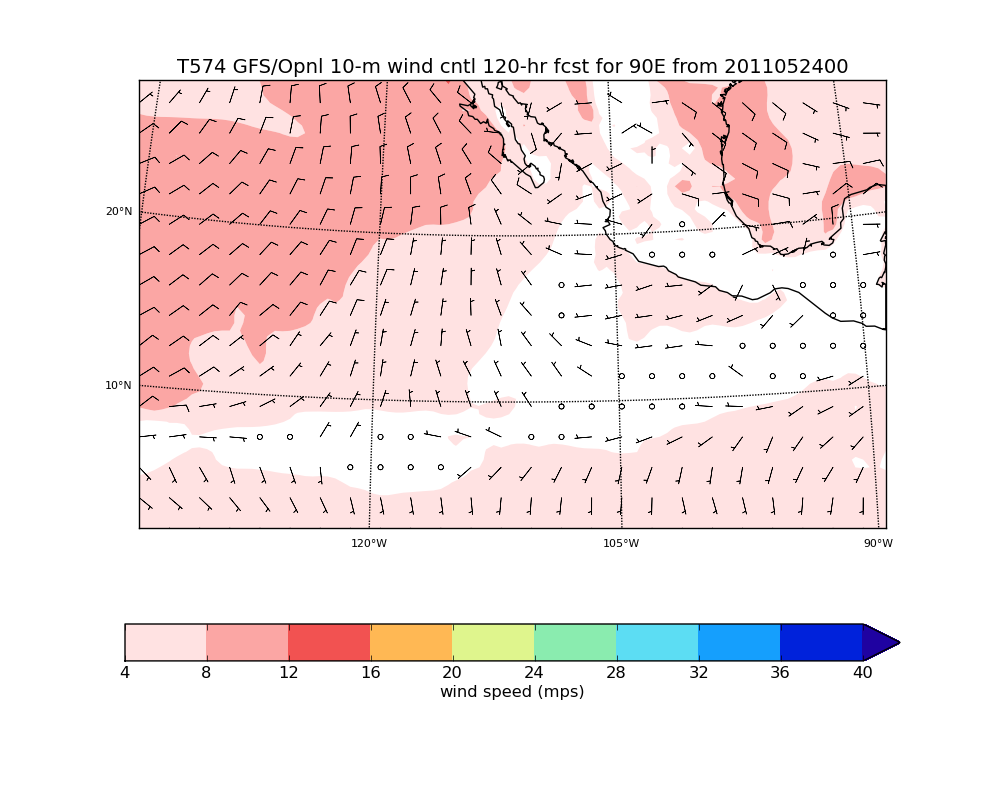 T574 GFS/Opnl 10-m wind cntl 120-hr fcst for 90E from 2011052400
20°N
10°N
120°W 105°W 90°W
4 8 12 16 20 24 28 32 36 40
wind speed (mps)